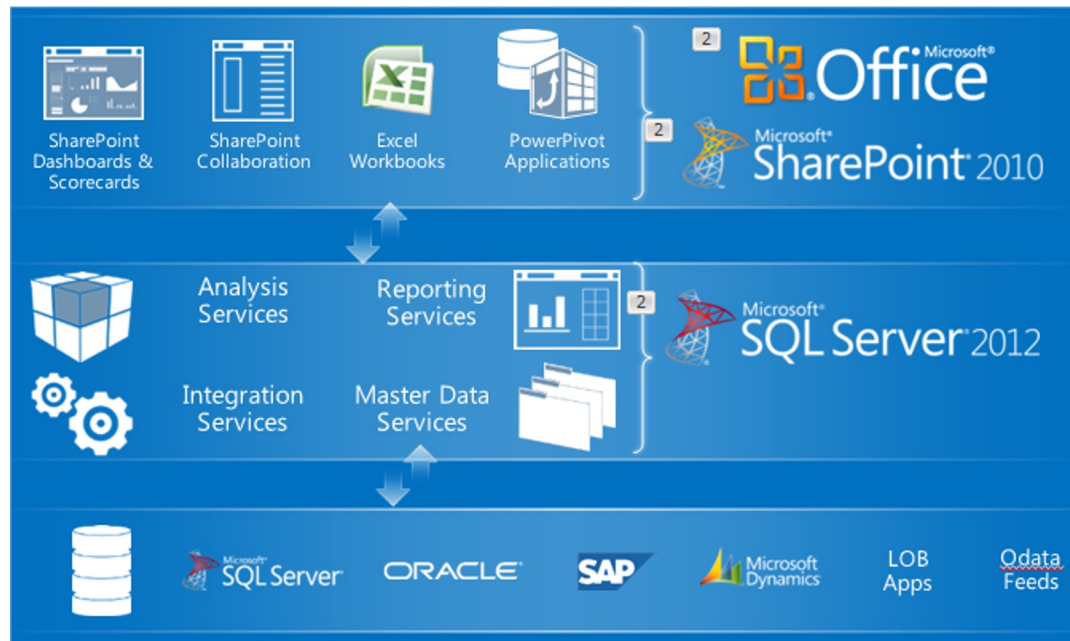 SharePoint
Dashboards &
Scorecards
SharePoint
Collaboration
Excel
Workbooks
PowerPivot
Applications
2
Microsoft®
Office
2
Microsoft®
SharePoint® 2010
Analysis
Services
Reporting
Services
2
Microsoft®
SQL Server® 2012
Integration
Services
Master Data
Services
Microsoft®
SQL Server®
ORACLE®
SAP
Microsoft
Dynamics®
LOB
Apps
Odata
Feeds